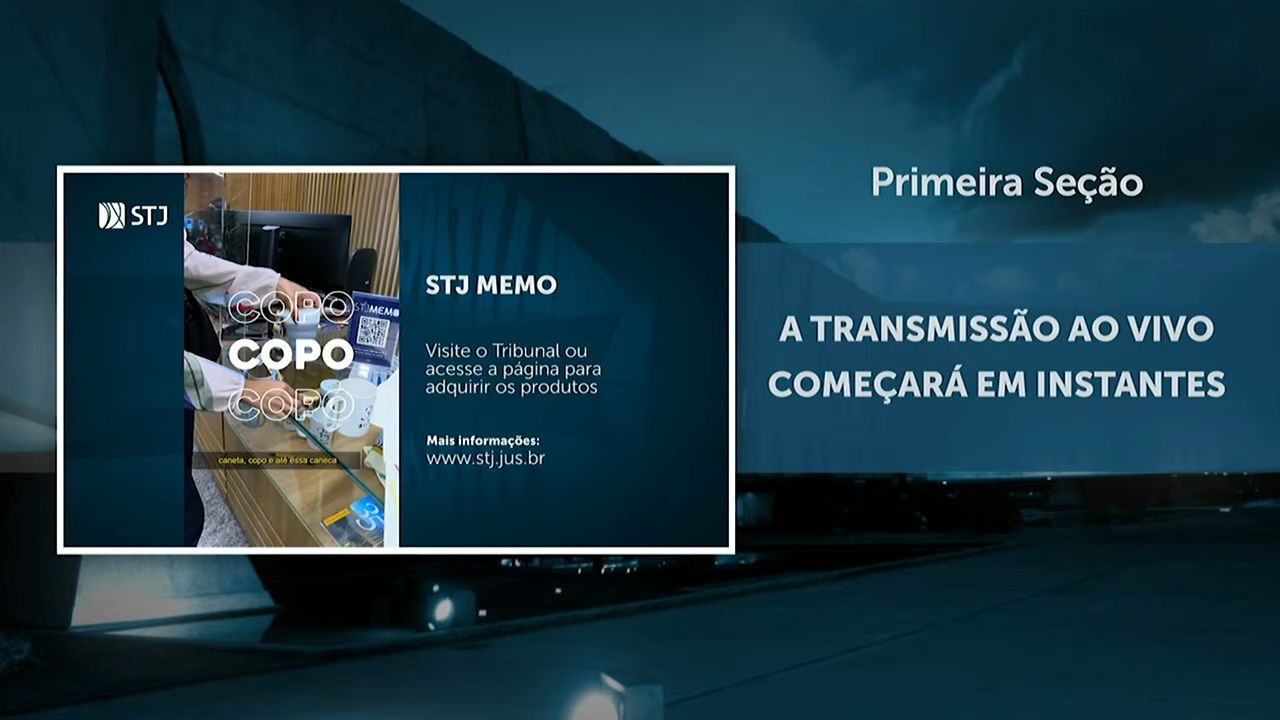 STJ
COPO
COPO
COPO
STJMEMO
caneta, copo e até essa caneca
STJ MEMO
Visite o Tribunal ou
acesse a página para
adquirir os produtos
Mais informações:
www.stj.jus.br
Primeira Seção
A TRANSMISSÃO AO VIVO
COMEÇARÁ EM INSTANTES